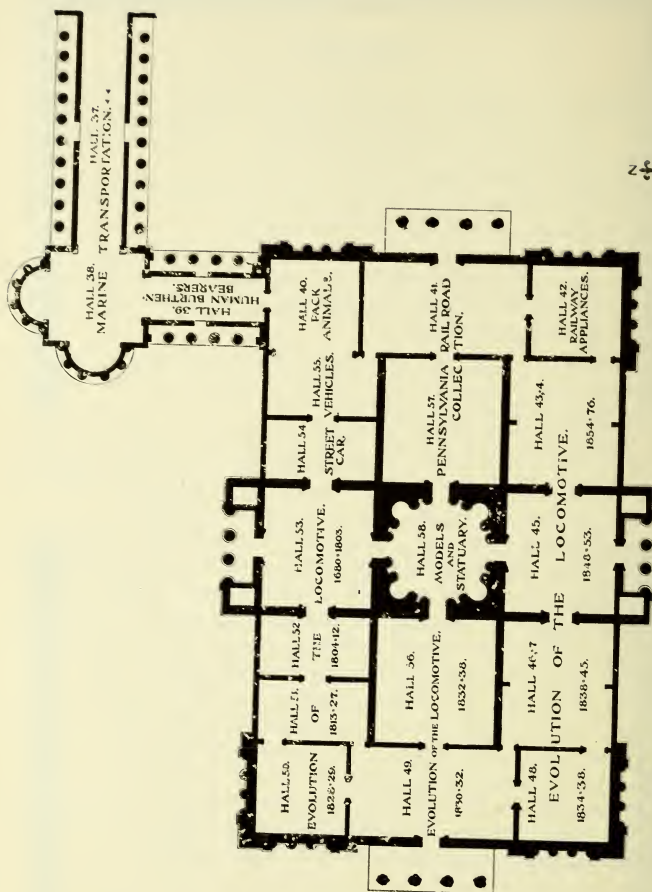 HALL 37.
HALL 38.
MARINE TRANSPORTATION.
HALL 39.
HUMAN BURTHEN
BEARERS.
HALL 40.
PACK
ANIMALS.
HALL 55.
VEHICLES.
HALL 54
STREET
CAR.
HALL 53.
LOCOMOTIVE.
1680-1803.
HALL 52
THE
1804-12.
HALL 51.
OF
1813-27.
HALL 50.
EVOLUTION
1828-29.
HALL 41.
RAIL ROAD
HALL 57.
PENNSYLVANIA
COLLECTION.
HALL 58.
MODELS
AND
STATUARY.
HALL 56.
HALL 49.
EVOLUTION OF THE LOCOMOTIVE.
1832-38.
1830-32.
HALL 42.
RAILWAY
APPLIANCES.
HALL 43,4.
1854-76.
HALL 45.
1848-53.
HALL 46,7
1838-45.
HALL 48.
EVOLUTION OF THE LOCOMOTIVE.
1834-38.
N